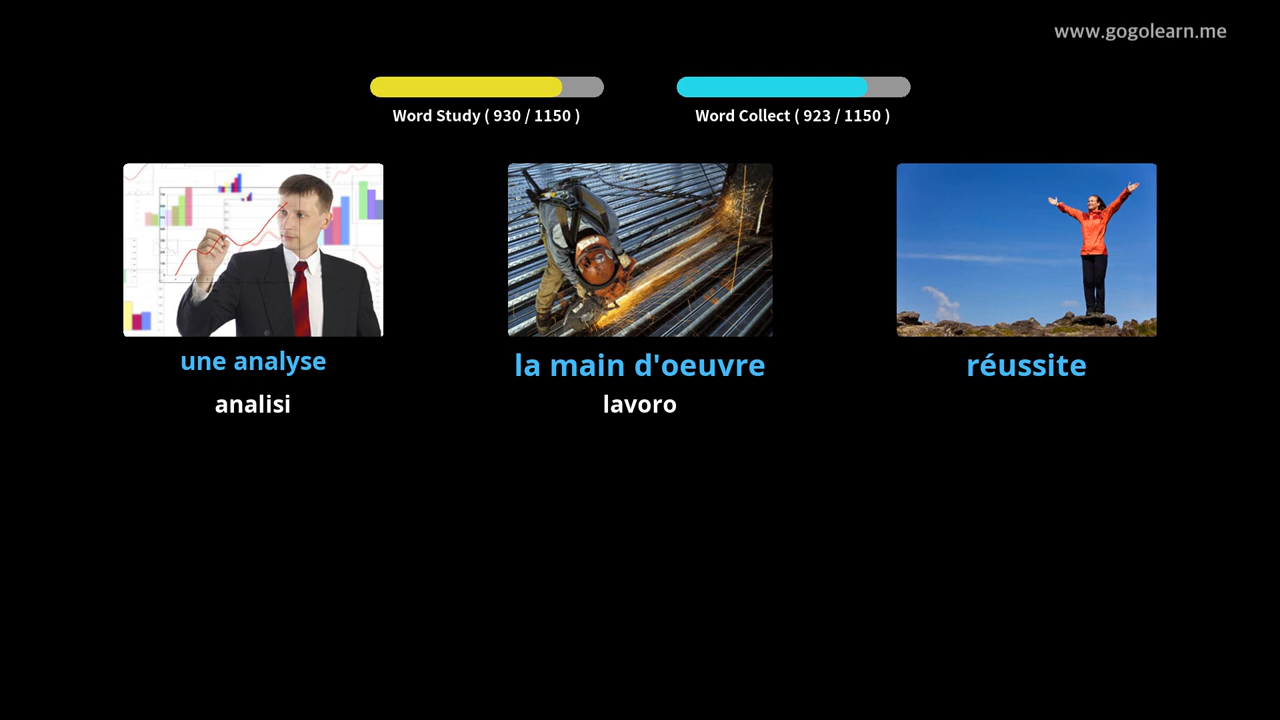 www.gogolearn.me
Word Study ( 930 / 1150 )
Word Collect ( 923 / 1150 )
une analyse
la main d'oeuvre
réussite
analisi
lavoro